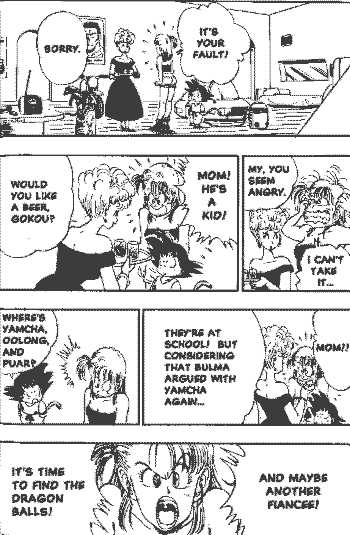 SORRY.
IT'S
YOUR
FAULT!
WOULD
YOU LIKE
A BEER,
GOKOU?
MOM!
HE'S
A
KID!
MY, YOU
SEEM
ANGRY.
I CAN'T
TAKE
IT...
WHERE'S
YAMCHA,
OOLONG,
AND
PUAR?
THEY'RE AT
SCHOOL! BUT
CONSIDERING
THAT BULMA
ARGUED WITH
YAMCHA
AGAIN...
MOM!!
IT'S TIME
TO FIND THE
DRAGON
BALLS!
AND MAYBE
ANOTHER
FIANCEE!